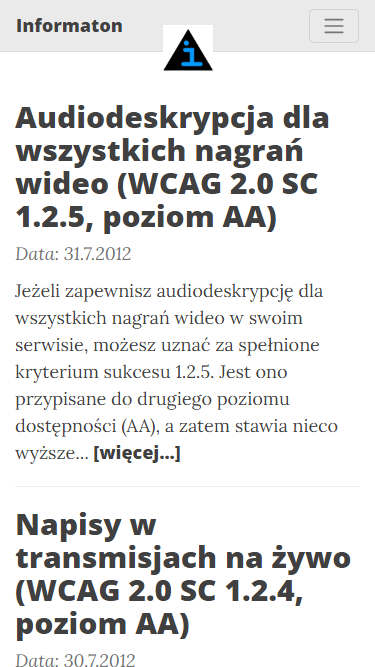 Informaton
i
Audiodeskrypcja dla
wszystkich nagrań
wideo (WCAG 2.0 SC
1.2.5, poziom AA)
Data: 31.7.2012
Jeżeli zapewnisz audiodeskrypcję dla
wszystkich nagrań wideo w swoim
serwisie, możesz uznać za spełnione
kryterium sukcesu 1.2.5. Jest ono
przypisane do drugiego poziomu
dostępności (AA), a zatem stawia nieco
wyższe... [więcej...]
Napisy w
transmisjach na żywo
(WCAG 2.0 SC 1.2.4,
poziom AA)
Data: 30.7.2012